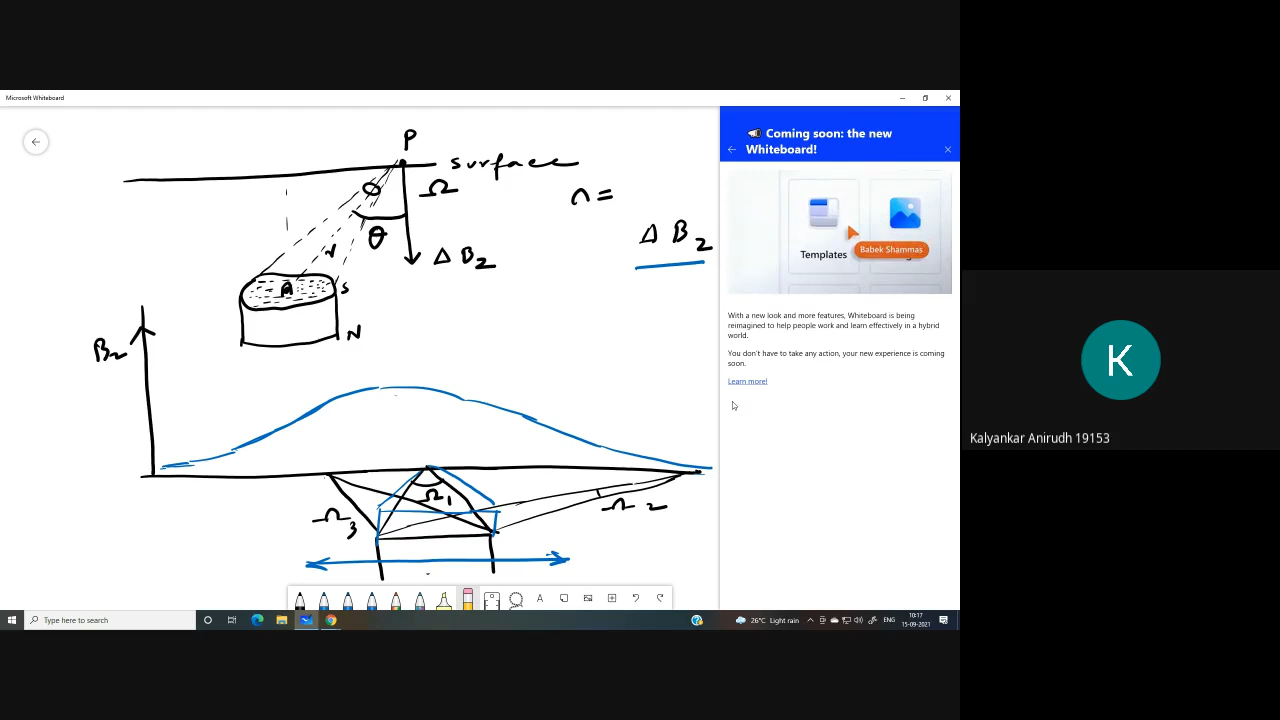 Microsoft Whiteboard
P
surface
Ω
θ
r
Δ B2
A
S
N
n =
Δ B2
B2
Ω1
Ω2
Ω3
Coming soon: the new
Whiteboard!
Templates
Babek Shammas
With a new look and more features, Whiteboard is being
reimagined to help people work and learn effectively in a hybrid
world.
You don't have to take any action, your new experience is coming
soon.
Learn more!
K
Kalyankar Anirudh 19153
A
Type here to search
26°C Light rain
ENG
10:17
15-09-2021